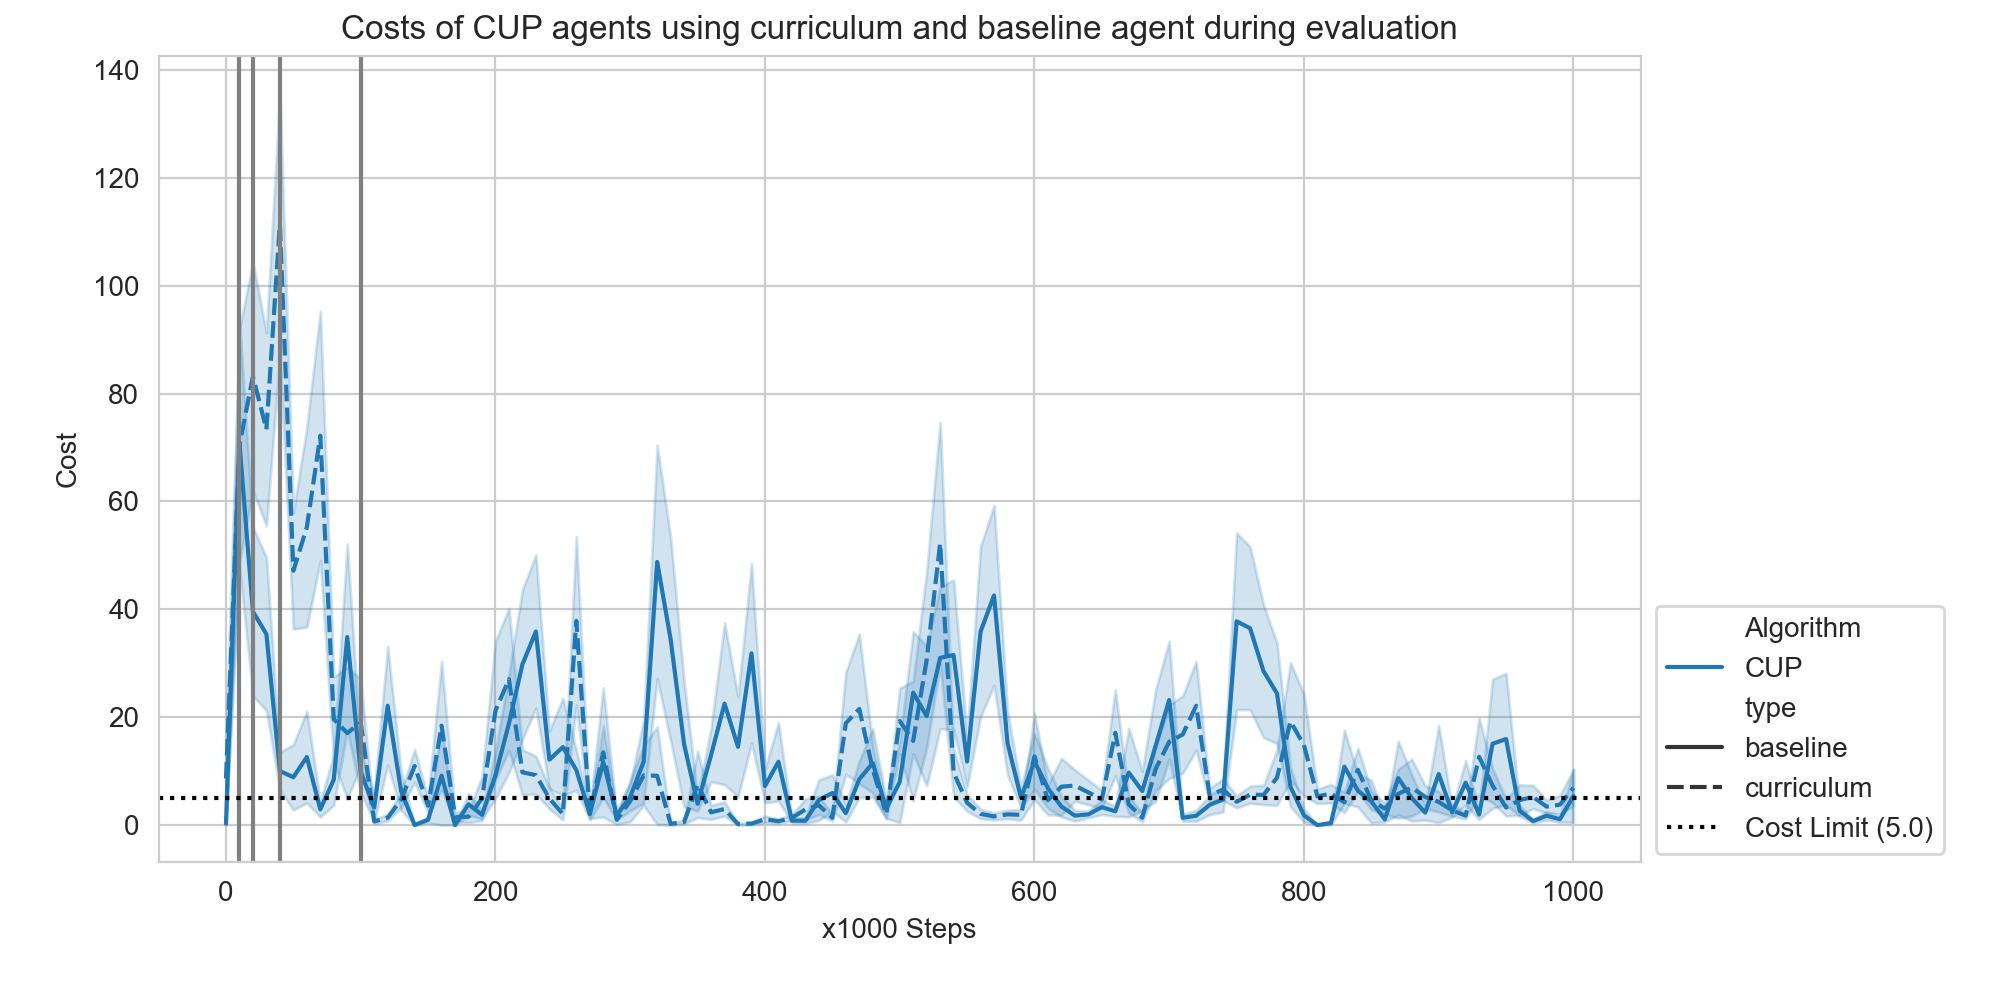 Costs of CUP agents using curriculum and baseline agent during evaluation
140
120
100
80
60
40
20
0
Cost
0 200 400 600 800 1000
x1000 Steps
Algorithm
CUP
type
baseline
curriculum
Cost Limit (5.0)